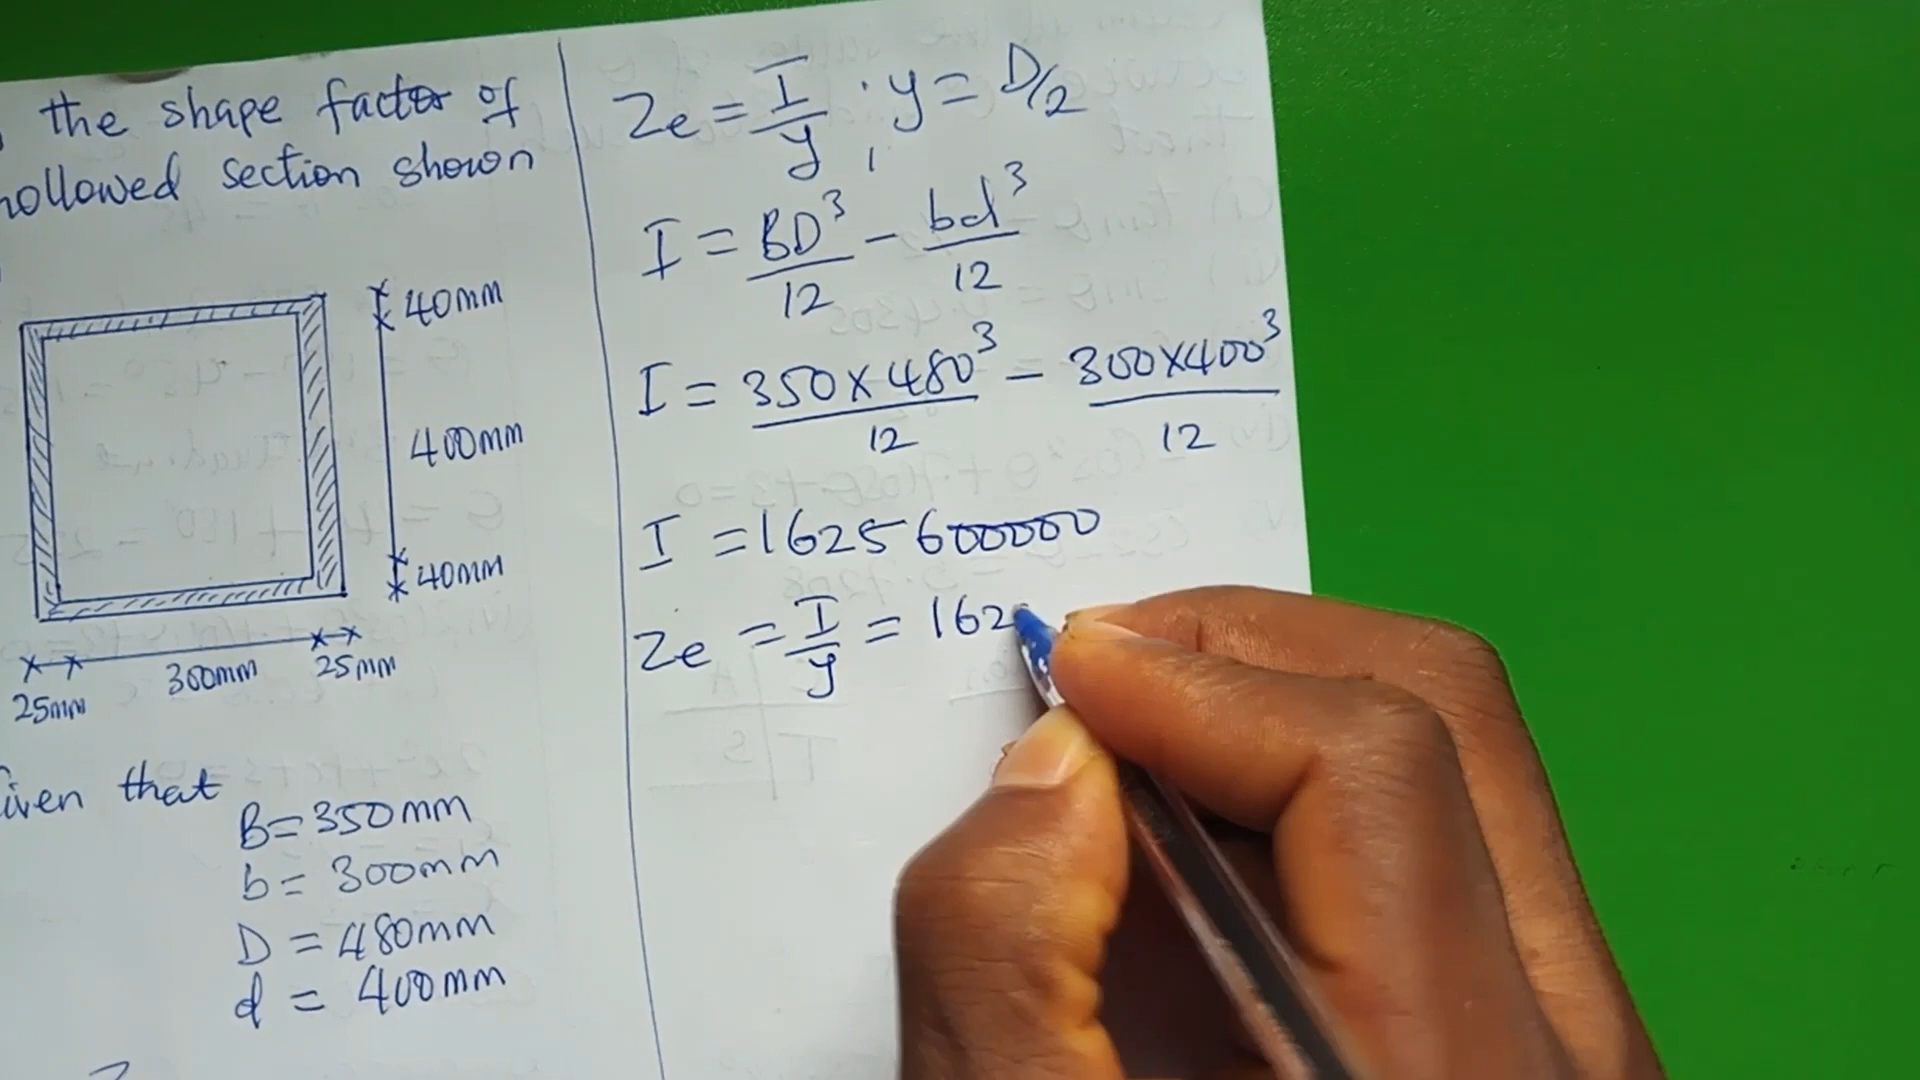 the shape factor of
hollowed section shown
40mm
400mm
40mm
25mm
300mm
25mm
Given that
B=350mm
b=300mm
D=480mm
d=400mm
Ze=I/y; y=D/2
I=BD³/12-bd³/12
I=350×480³/12-300×400³/12
I=1625600000
Ze=I/y=162